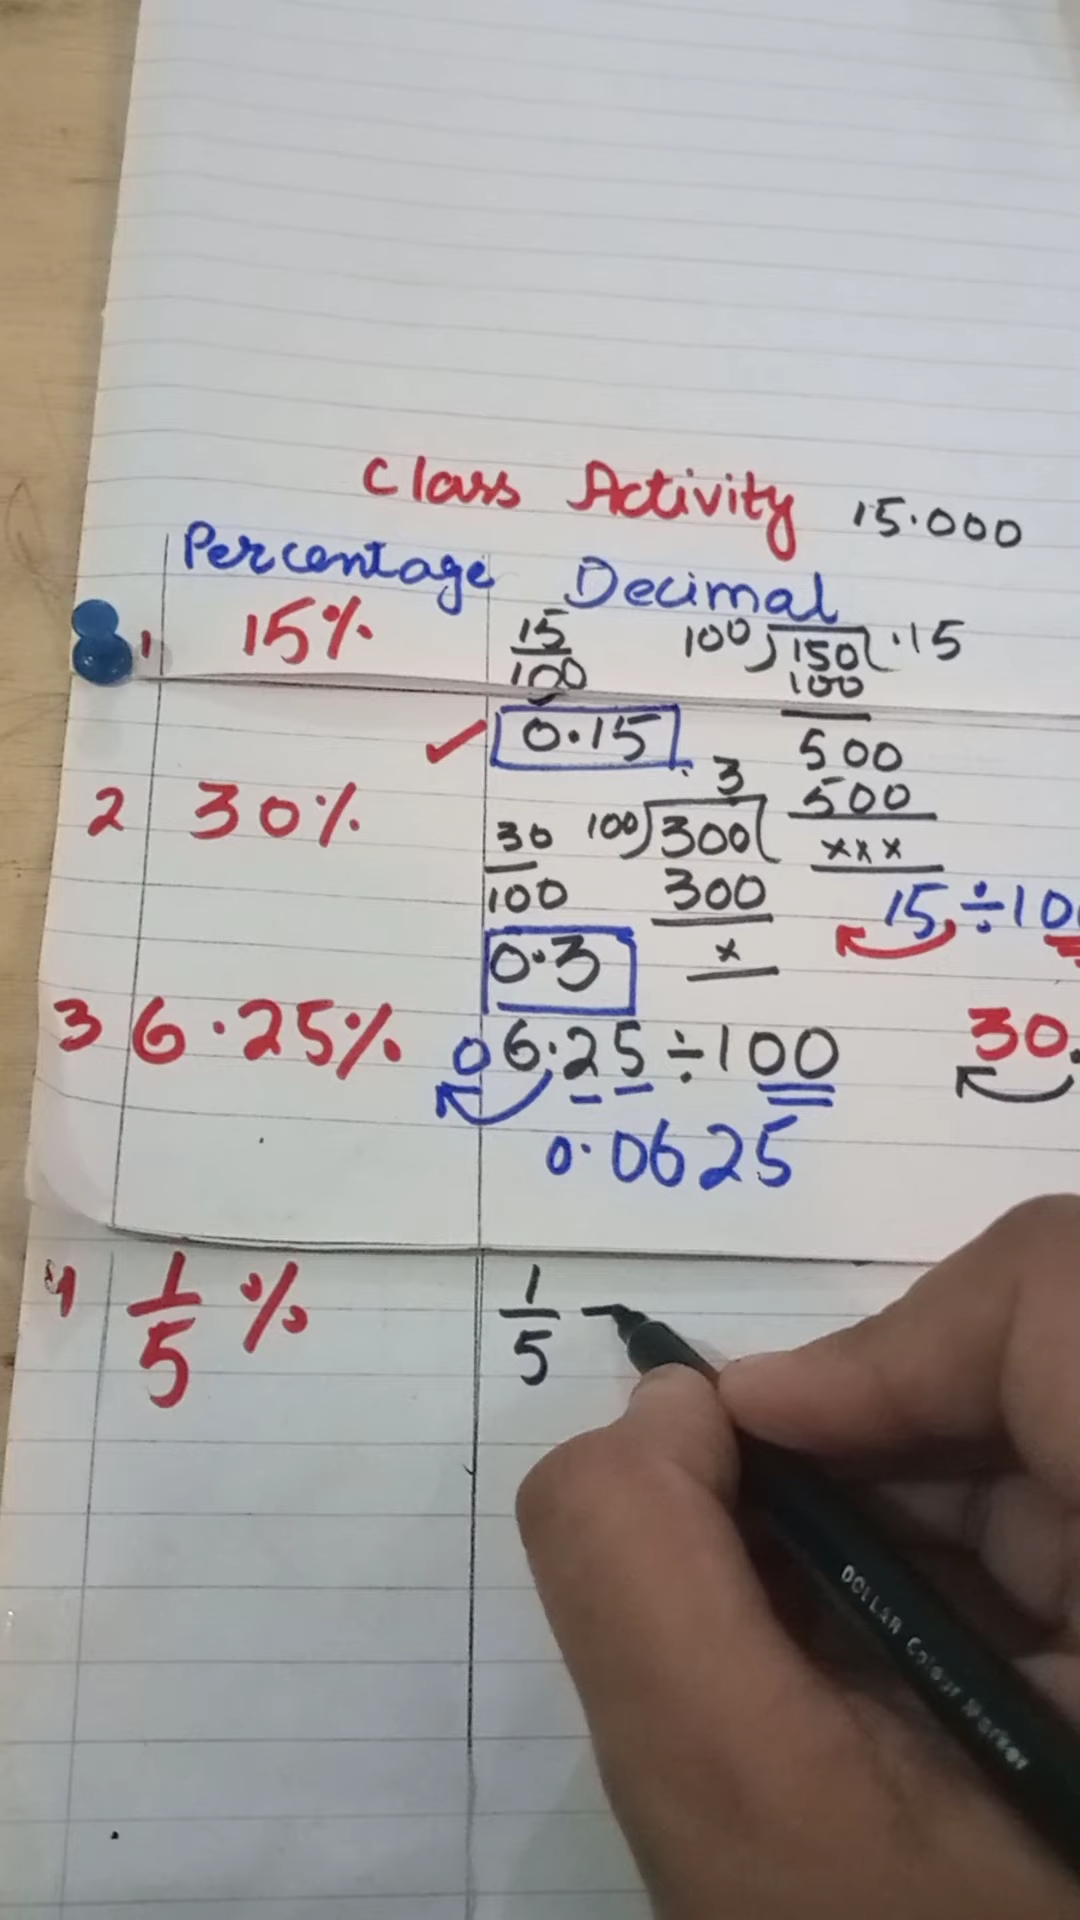 Class Activity 15.000
Percentage Decimal
1 15% 15/100 100)150(.15
100
0.15 500
500
xxx
2 30% 30/100 100)300( .3
300
x
0.3
15.÷10
30.
3 6.25% 06.25÷100
0.0625
4 1/5% 1/5
DOLLAR Colour Marker